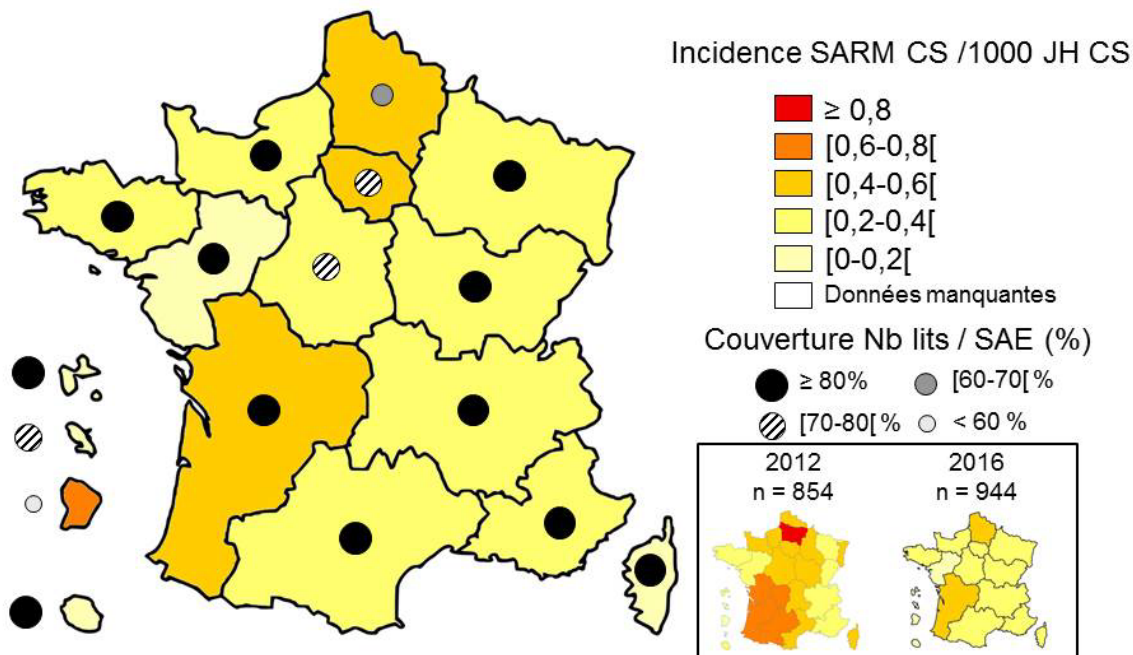 Incidence SARM CS /1000 JH CS
≥ 0,8
[0,6-0,8[
[0,4-0,6[
[0,2-0,4[
[0-0,2[
Données manquantes
Couverture Nb lits / SAE (%)
≥ 80% [60-70[ %
[70-80[ % < 60 %
2012 2016
n = 854 n = 944